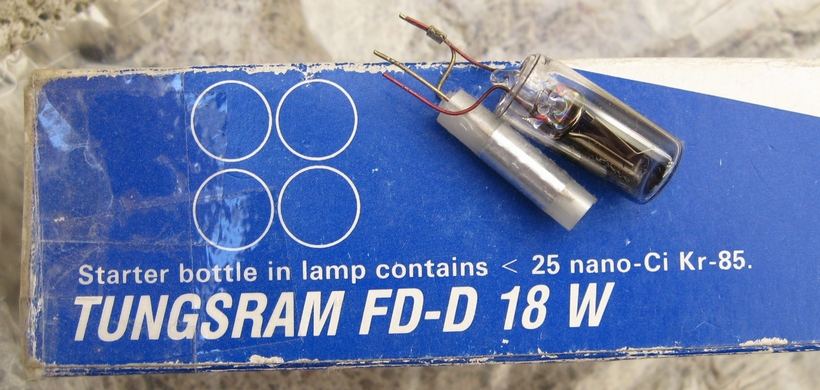 Starter bottle in lamp contains < 25 nano-Ci Kr-85.
TUNGSRAM FD-D 18 W